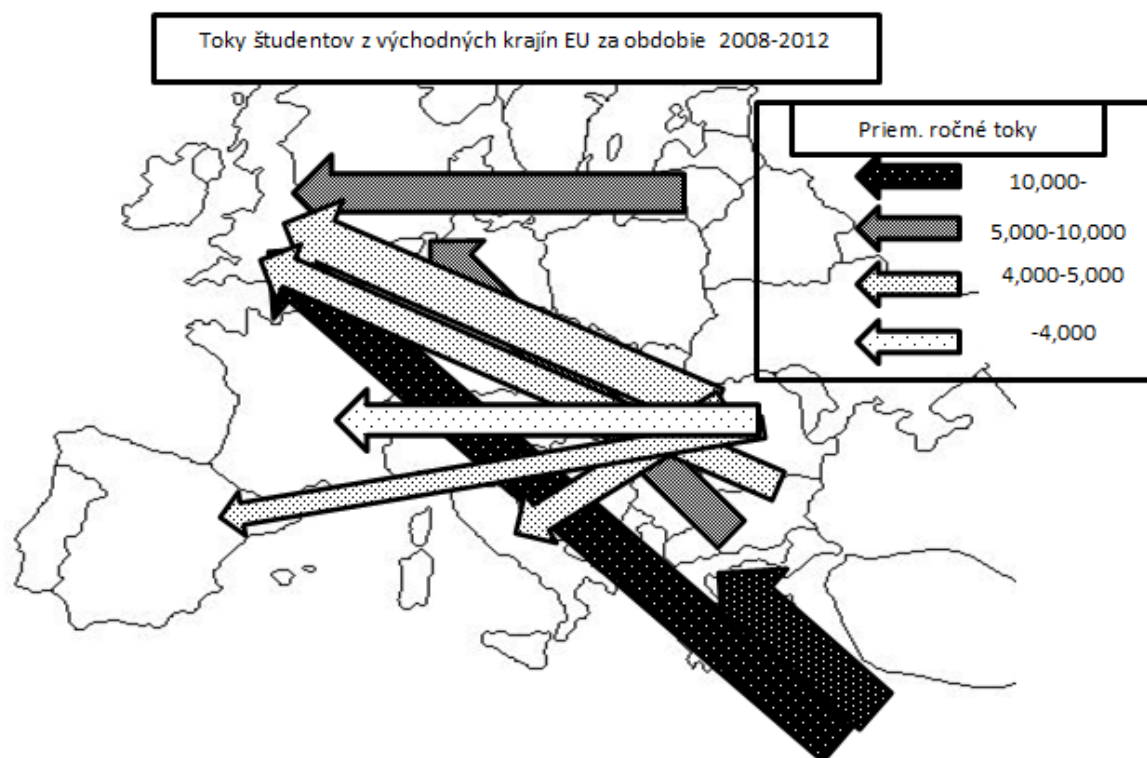 Toky študentov z východných krajín EU za obdobie 2008-2012
Priem. ročné toky
10,000-
5,000-10,000
4,000-5,000
-4,000